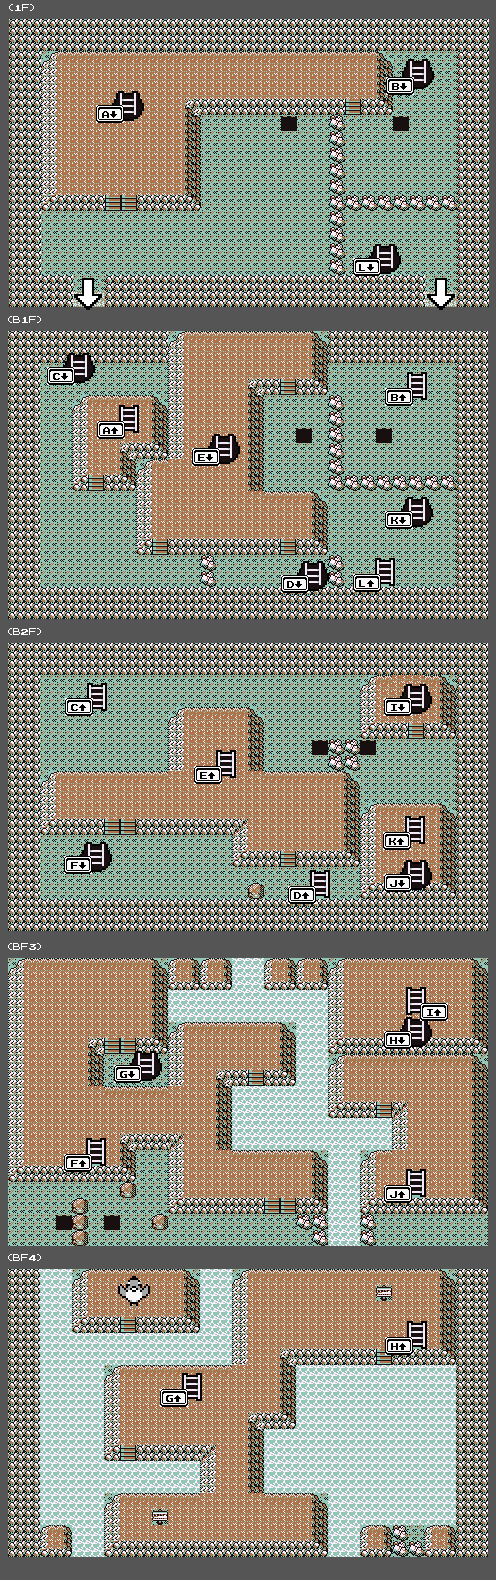 (1F)
B↓
A↓
L↓
(B1F)
C↓
B↑
A↑
E↓
K↓
D↓
L↑
(B2F)
C↑
I↓
E↑
K↑
F↓
J↓
D↑
(BF3)
I↑
H↓
G↓
F↑
J↑
(BF4)
H↑
G↑